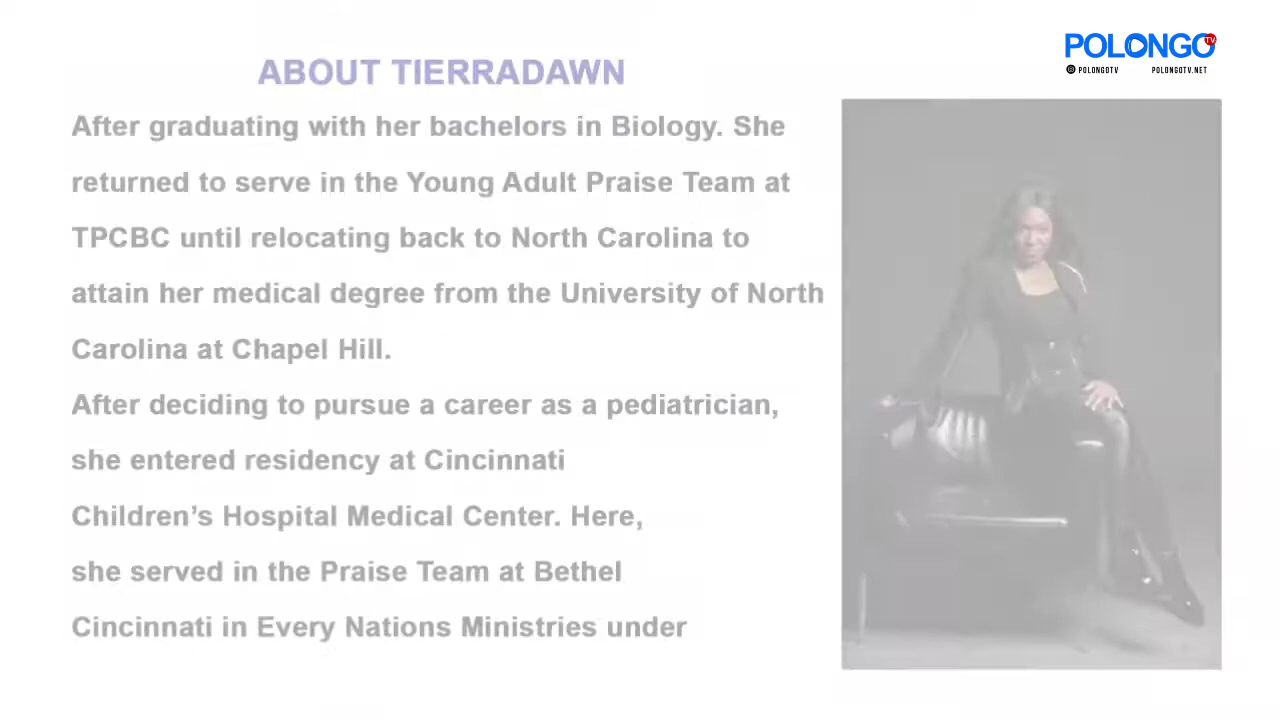 POLONGO TV
POLONGOTV POLONGOTV.NET
ABOUT TIERRADAWN
After graduating with her bachelors in Biology. She
returned to serve in the Young Adult Praise Team at
TPCBC until relocating back to North Carolina to
attain her medical degree from the University of North
Carolina at Chapel Hill.
After deciding to pursue a career as a pediatrician,
she entered residency at Cincinnati
Children’s Hospital Medical Center. Here,
she served in the Praise Team at Bethel
Cincinnati in Every Nations Ministries under